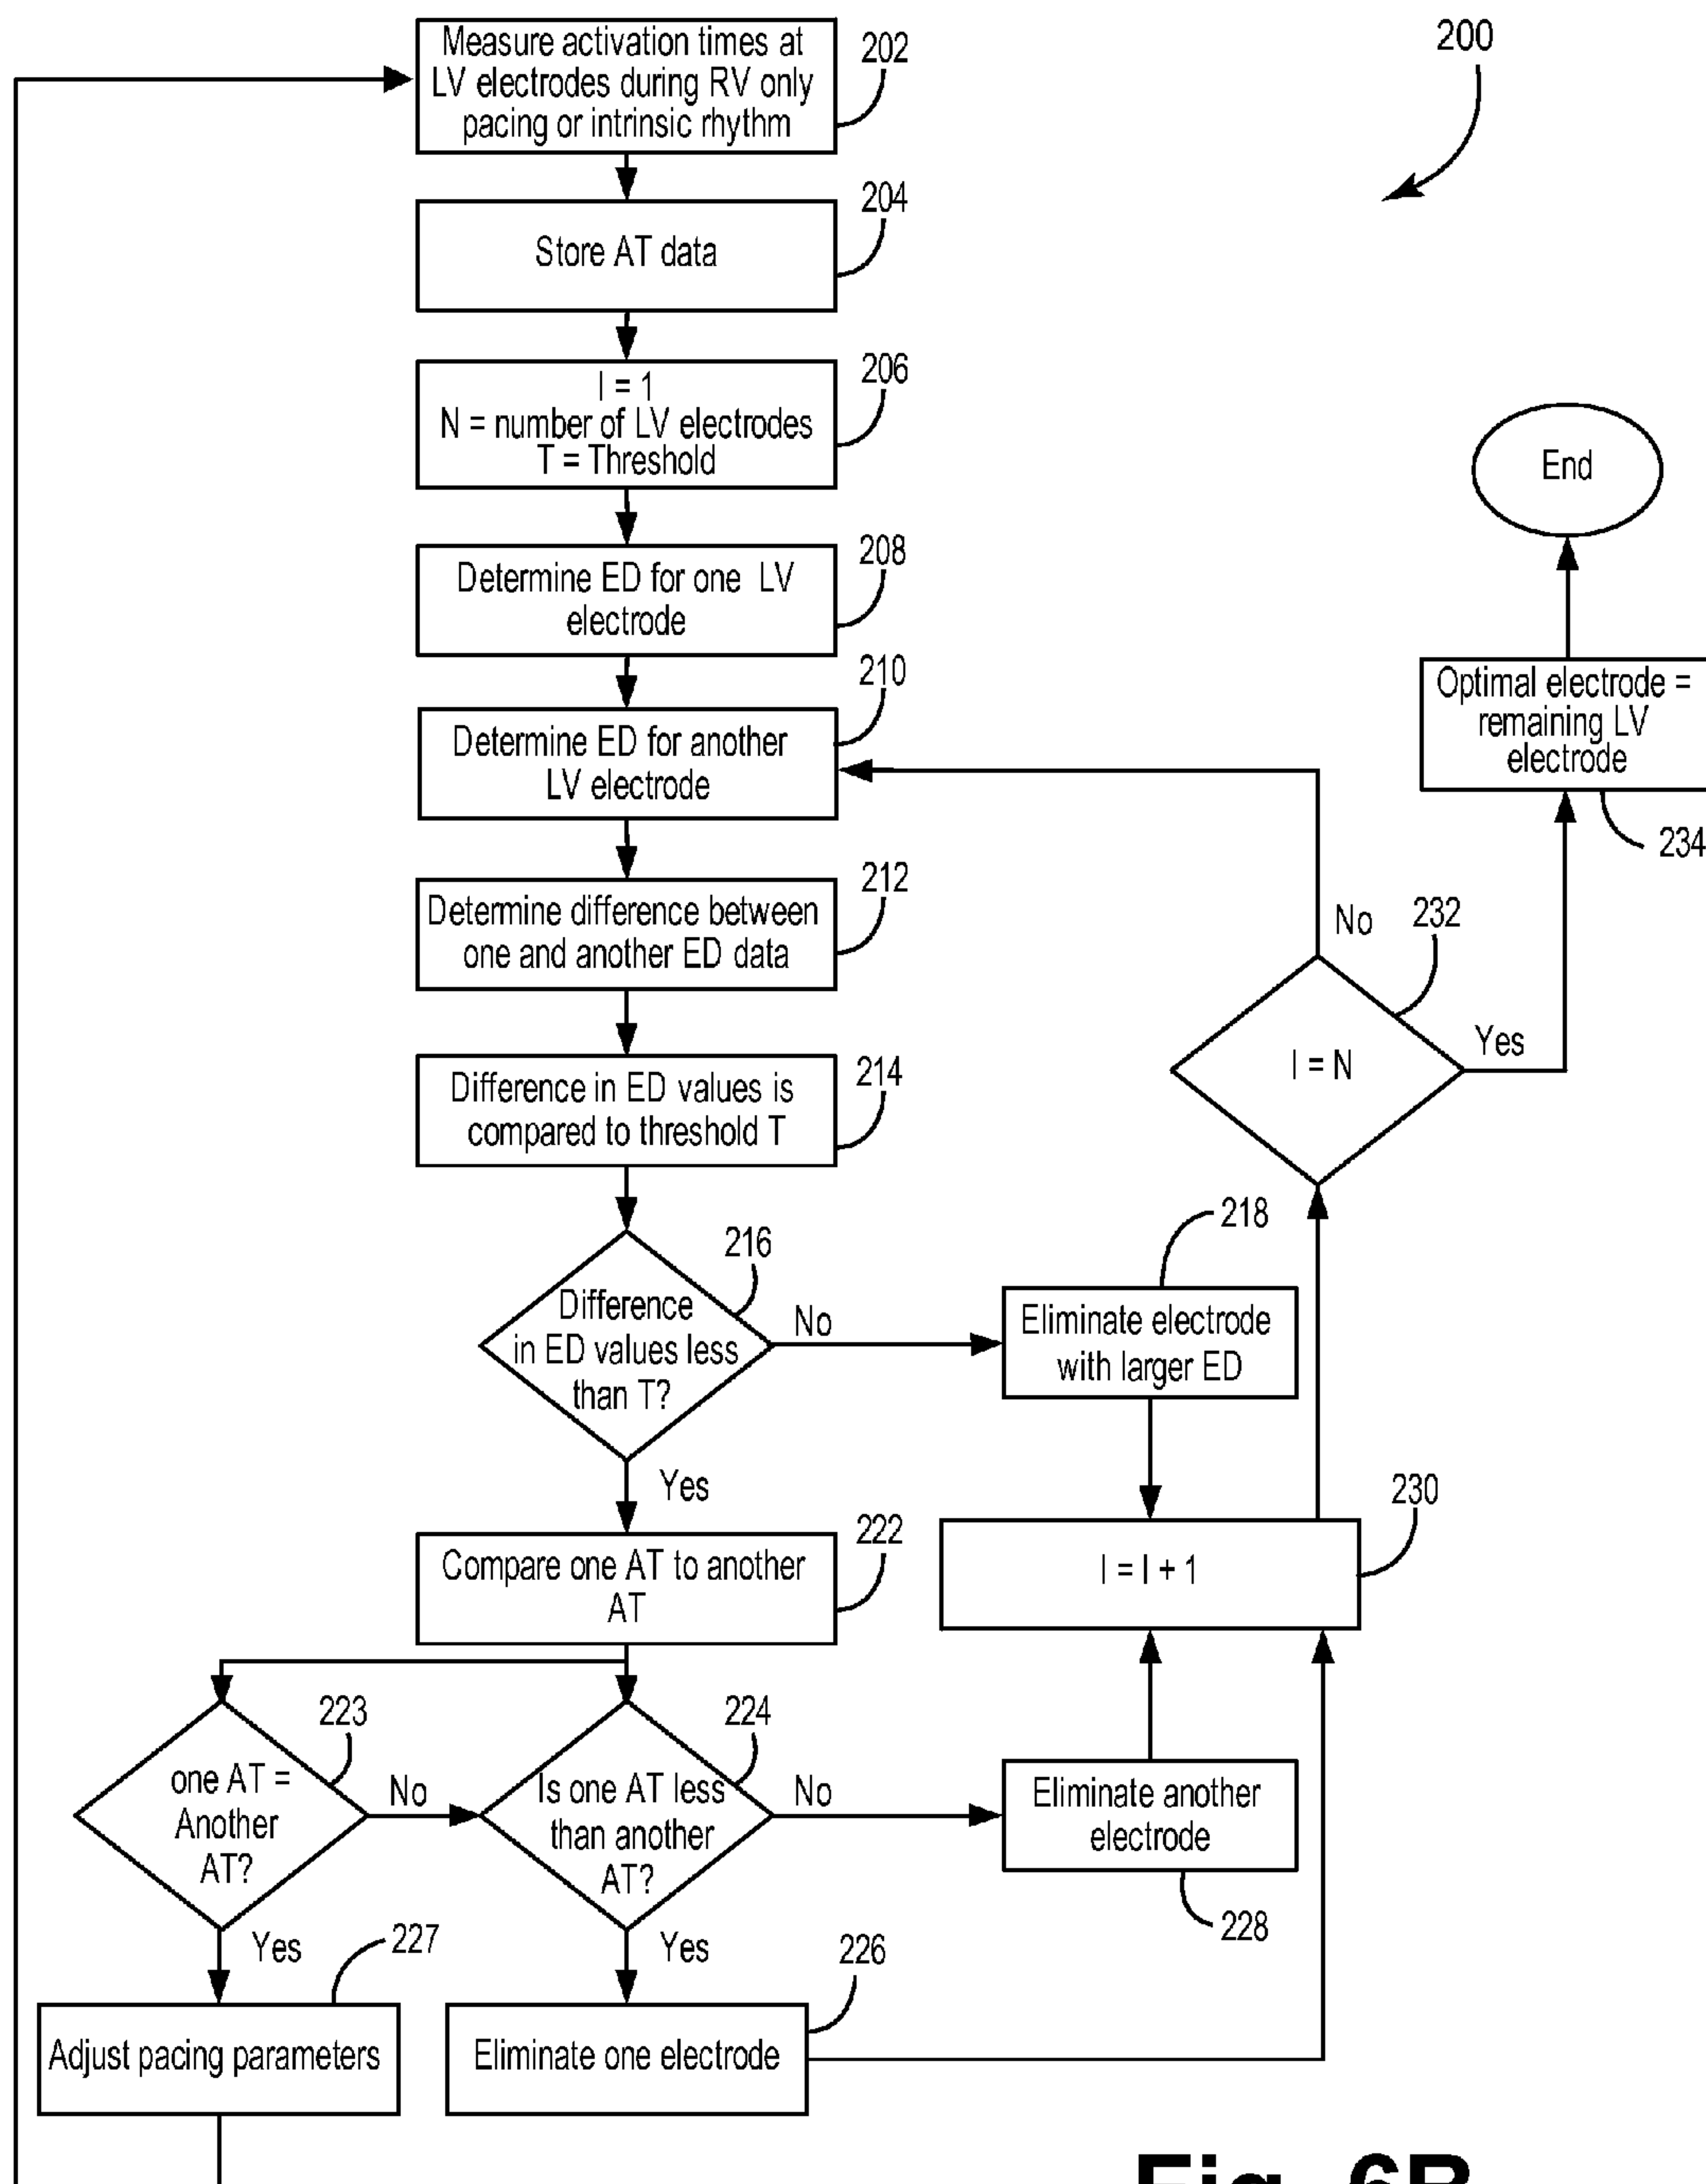 Measure activation times at
LV electrodes during RV only
pacing or intrinsic rhythm
202
200
Store AT data
204
I = 1
N = number of LV electrodes
T = Threshold
206
End
Determine ED for one LV
electrode
208
Determine ED for another
LV electrode
210
Optimal electrode =
remaining LV
electrode
234
Determine difference between
one and another ED data
212
No
232
I = N
Yes
Difference in ED values is
compared to threshold T
214
Difference
in ED values less
than T?
216
No
Yes
Eliminate electrode
with larger ED
218
Compare one AT to another
AT
222
I = I + 1
230
one AT =
Another
AT?
223
No
Yes
Is one AT less
than another
AT?
224
No
Yes
Eliminate another
electrode
228
Adjust pacing parameters
227
Eliminate one electrode
226
Fig. 6B